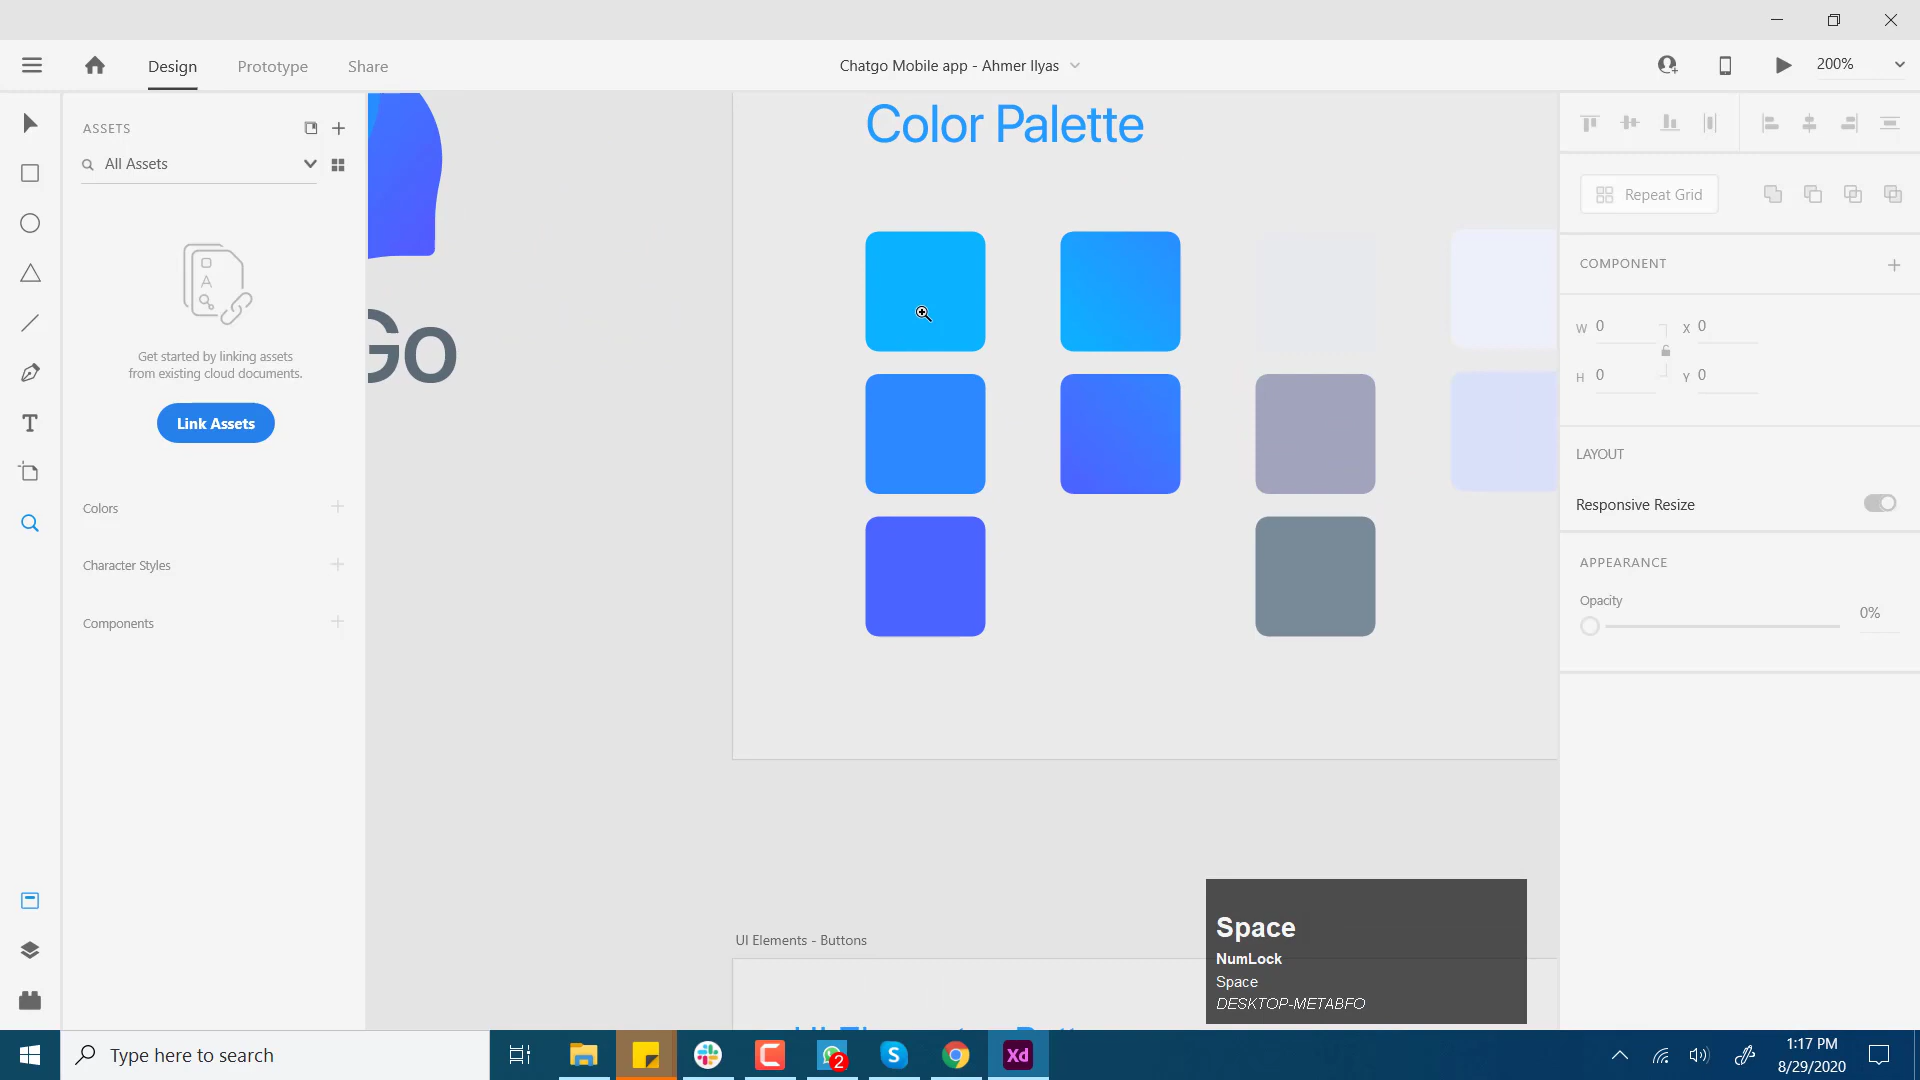 Design
Prototype
Share
Chatgo Mobile app - Ahmer Ilyas
200%
ASSETS
All Assets
Get started by linking assets
from existing cloud documents.
Link Assets
Colors
Character Styles
Components
Go
Color Palette
UI Elements - Buttons
Repeat Grid
COMPONENT
W 0
X 0
H 0
Y 0
LAYOUT
Responsive Resize
APPEARANCE
Opacity
0%
Space
NumLock
Space
DESKTOP-METABFO
Type here to search
2
Xd
1:17 PM
8/29/2020